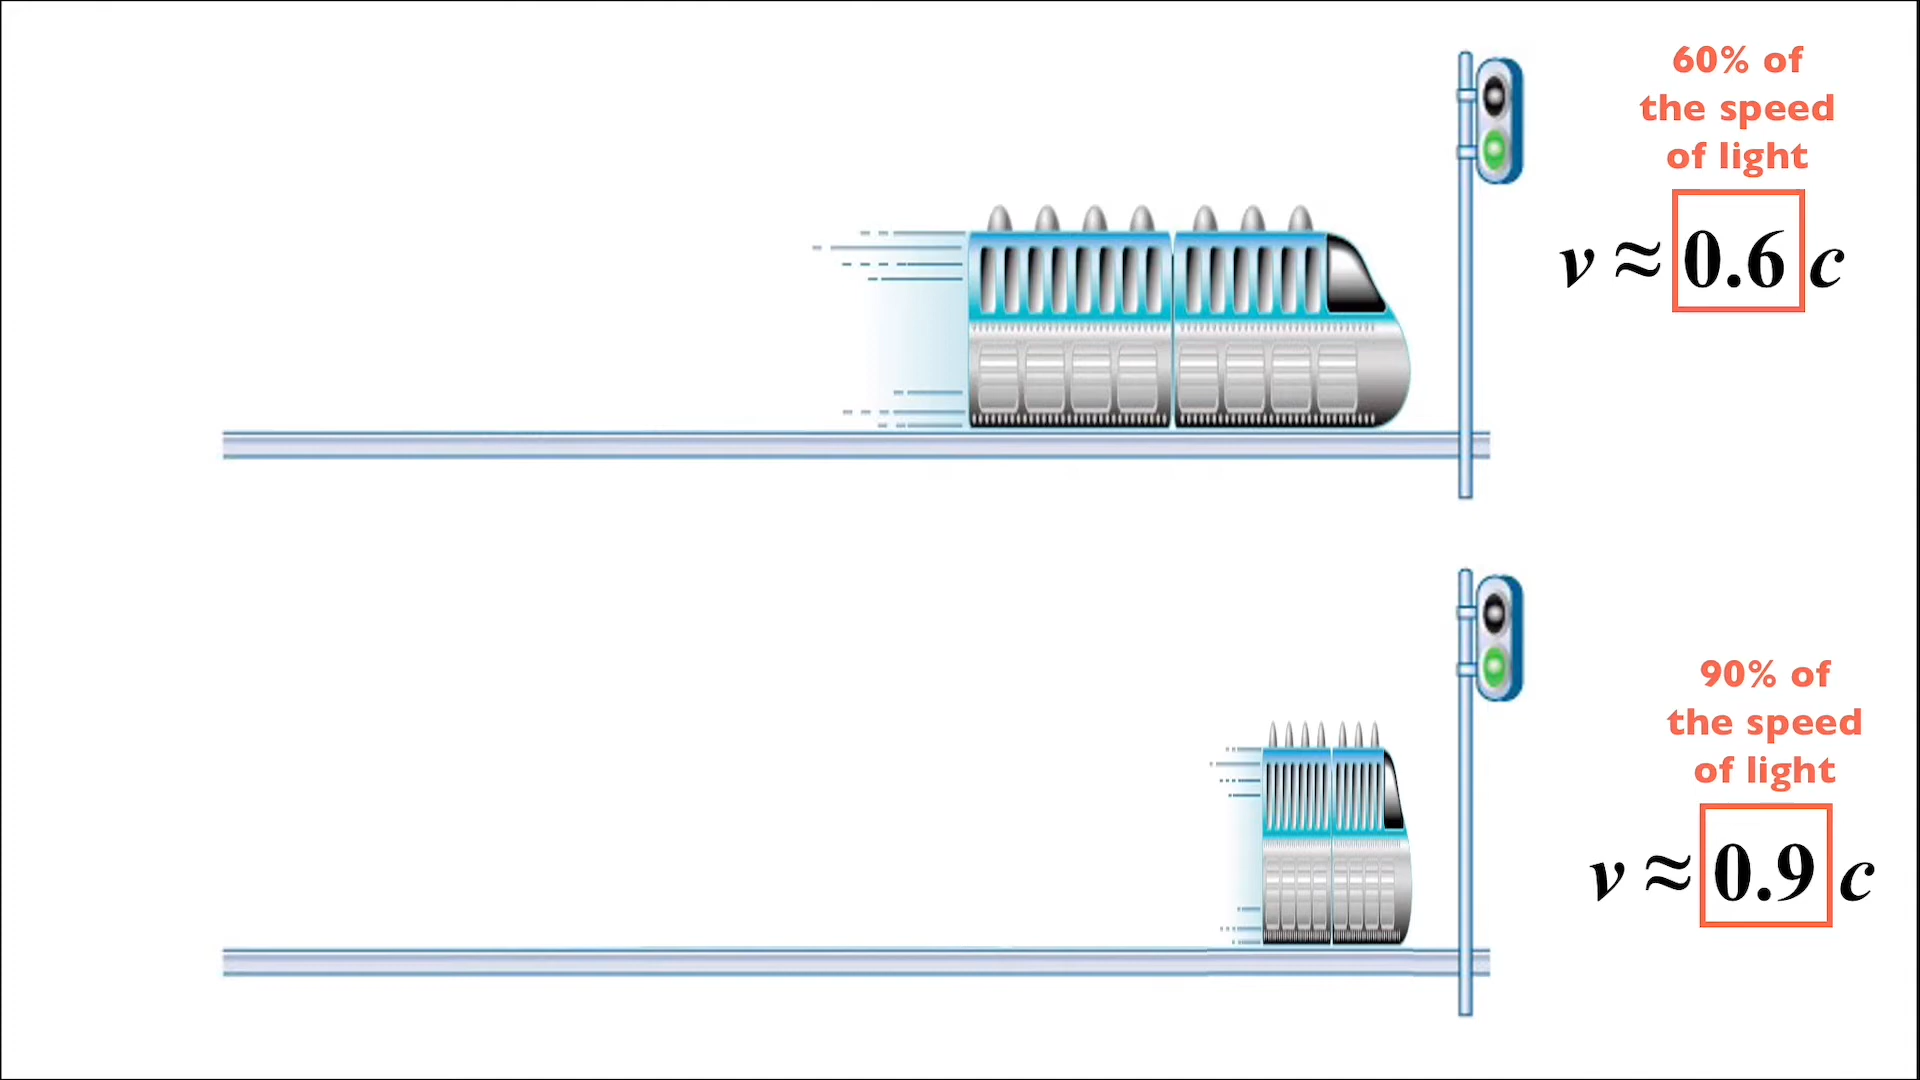 60% of
the speed
of light
v ≈ 0.6 c
90% of
the speed
of light
v ≈ 0.9 c